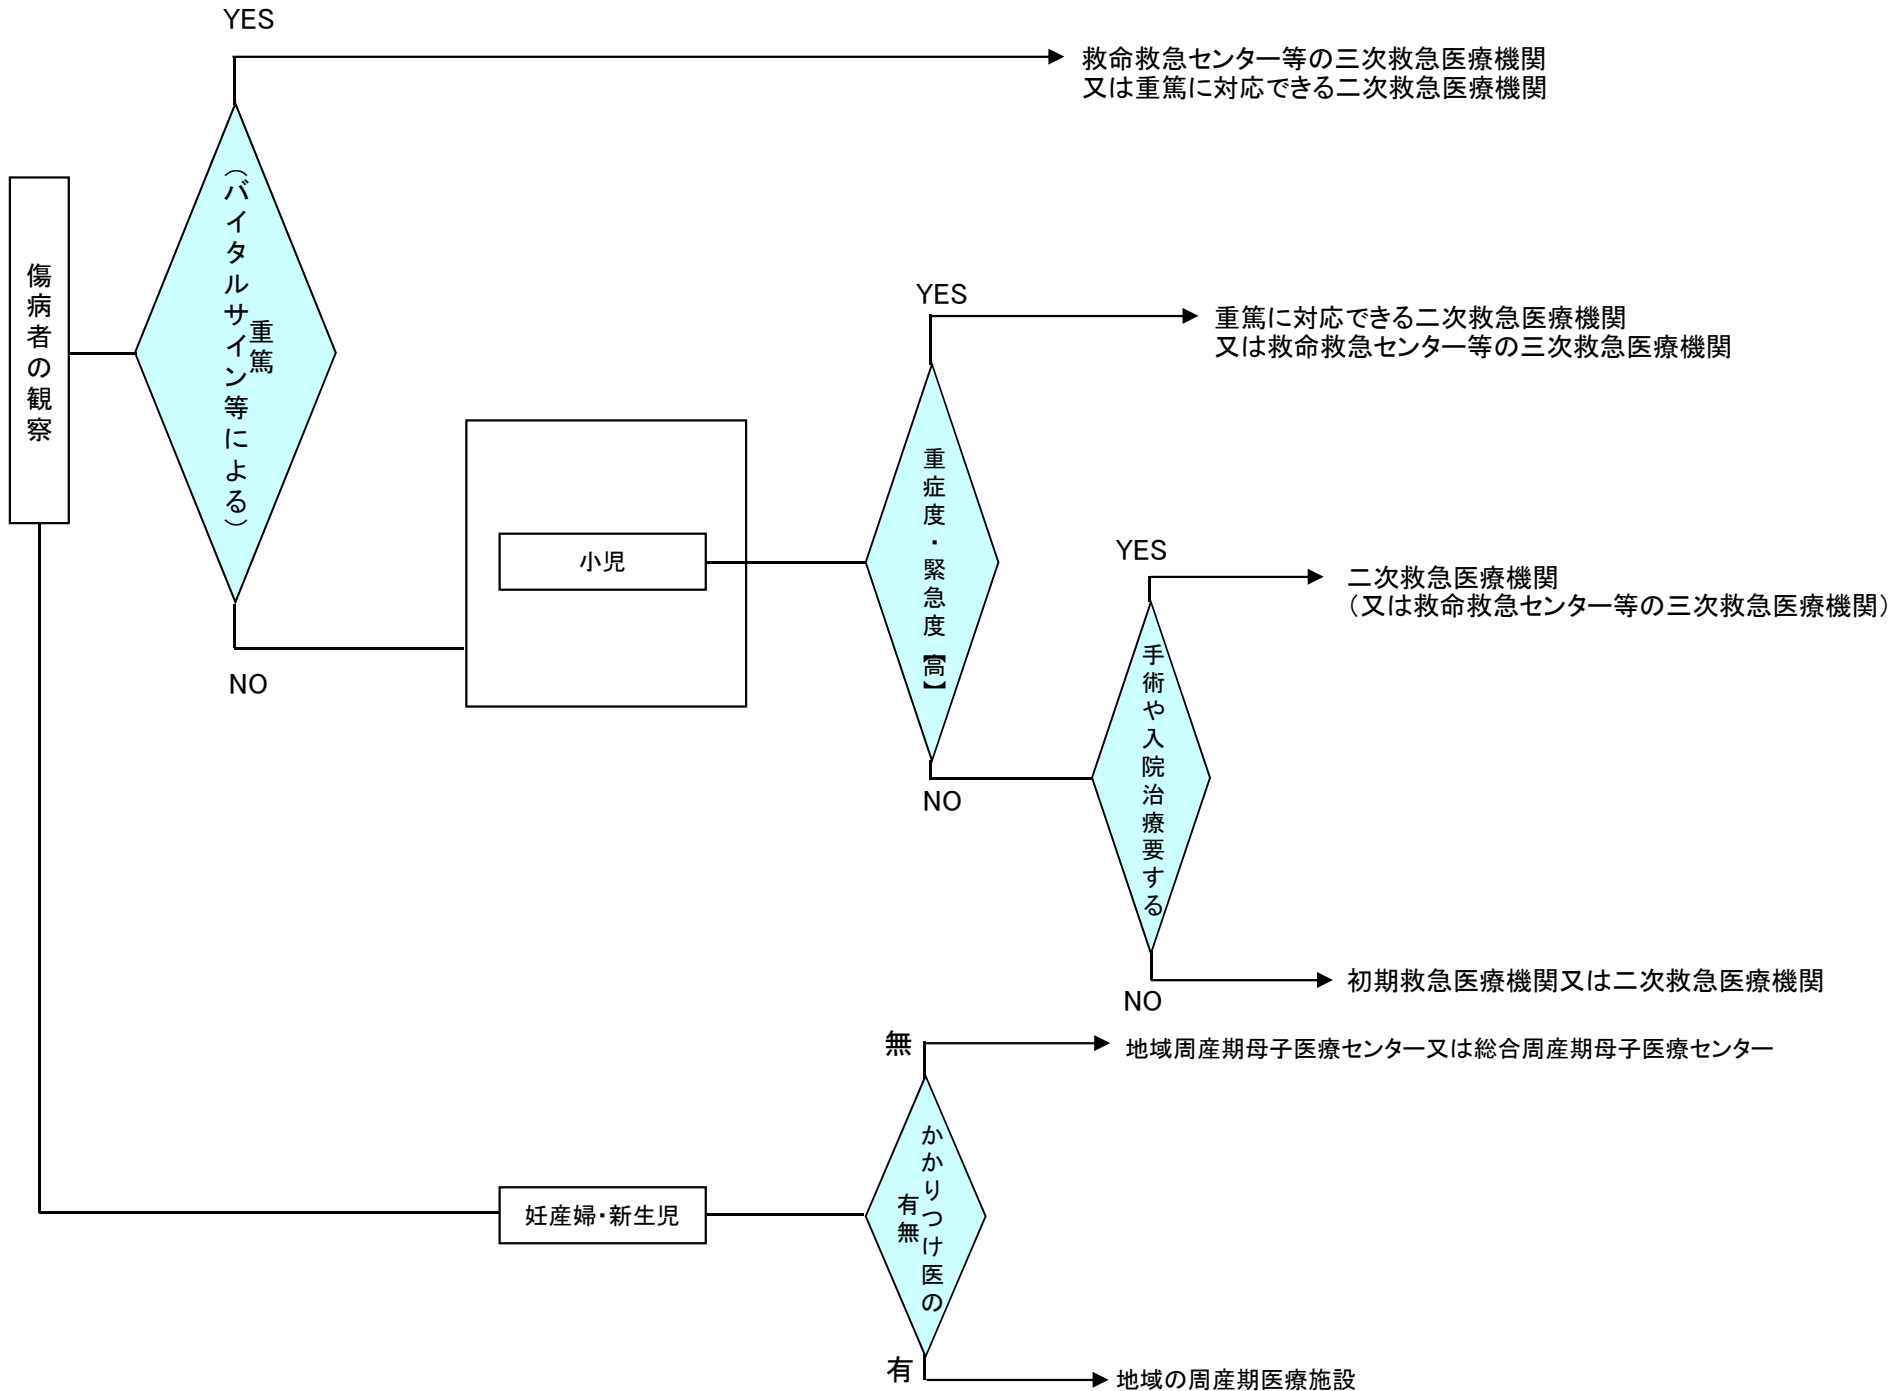 YES
救命救急センター等の三次救急医療機関
又は重篤に対応できる二次救急医療機関
傷病者の観察
重篤
（バイタルサイン等による）
NO
小児
YES
重篤に対応できる二次救急医療機関
又は救命救急センター等の三次救急医療機関
重症度・緊急度【高】
NO
YES
二次救急医療機関
（又は救命救急センター等の三次救急医療機関）
手術や入院治療要する
NO
初期救急医療機関又は二次救急医療機関
妊産婦・新生児
かかりつけ医の
有無
無
地域周産期母子医療センター又は総合周産期母子医療センター
有
地域の周産期医療施設